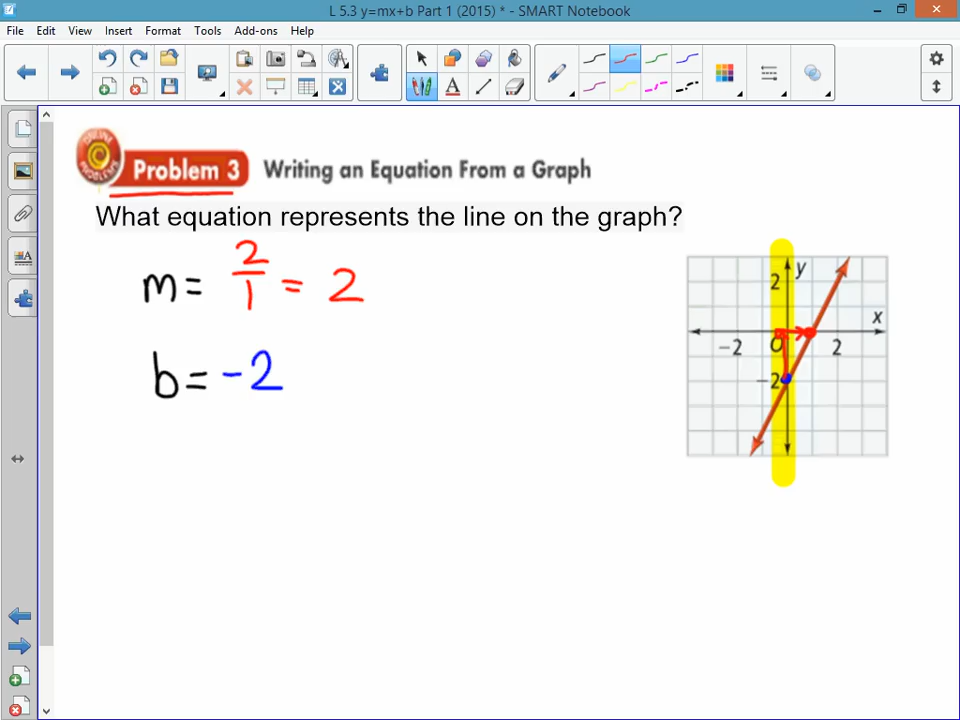 L 5.3 y=mx+b Part 1 (2015) * - SMART Notebook
File Edit View Insert Format Tools Add-ons Help
Problem 3 Writing an Equation From a Graph
What equation represents the line on the graph?
m = 2/1 = 2
b = -2
y
2
x
-2 O 2
-2